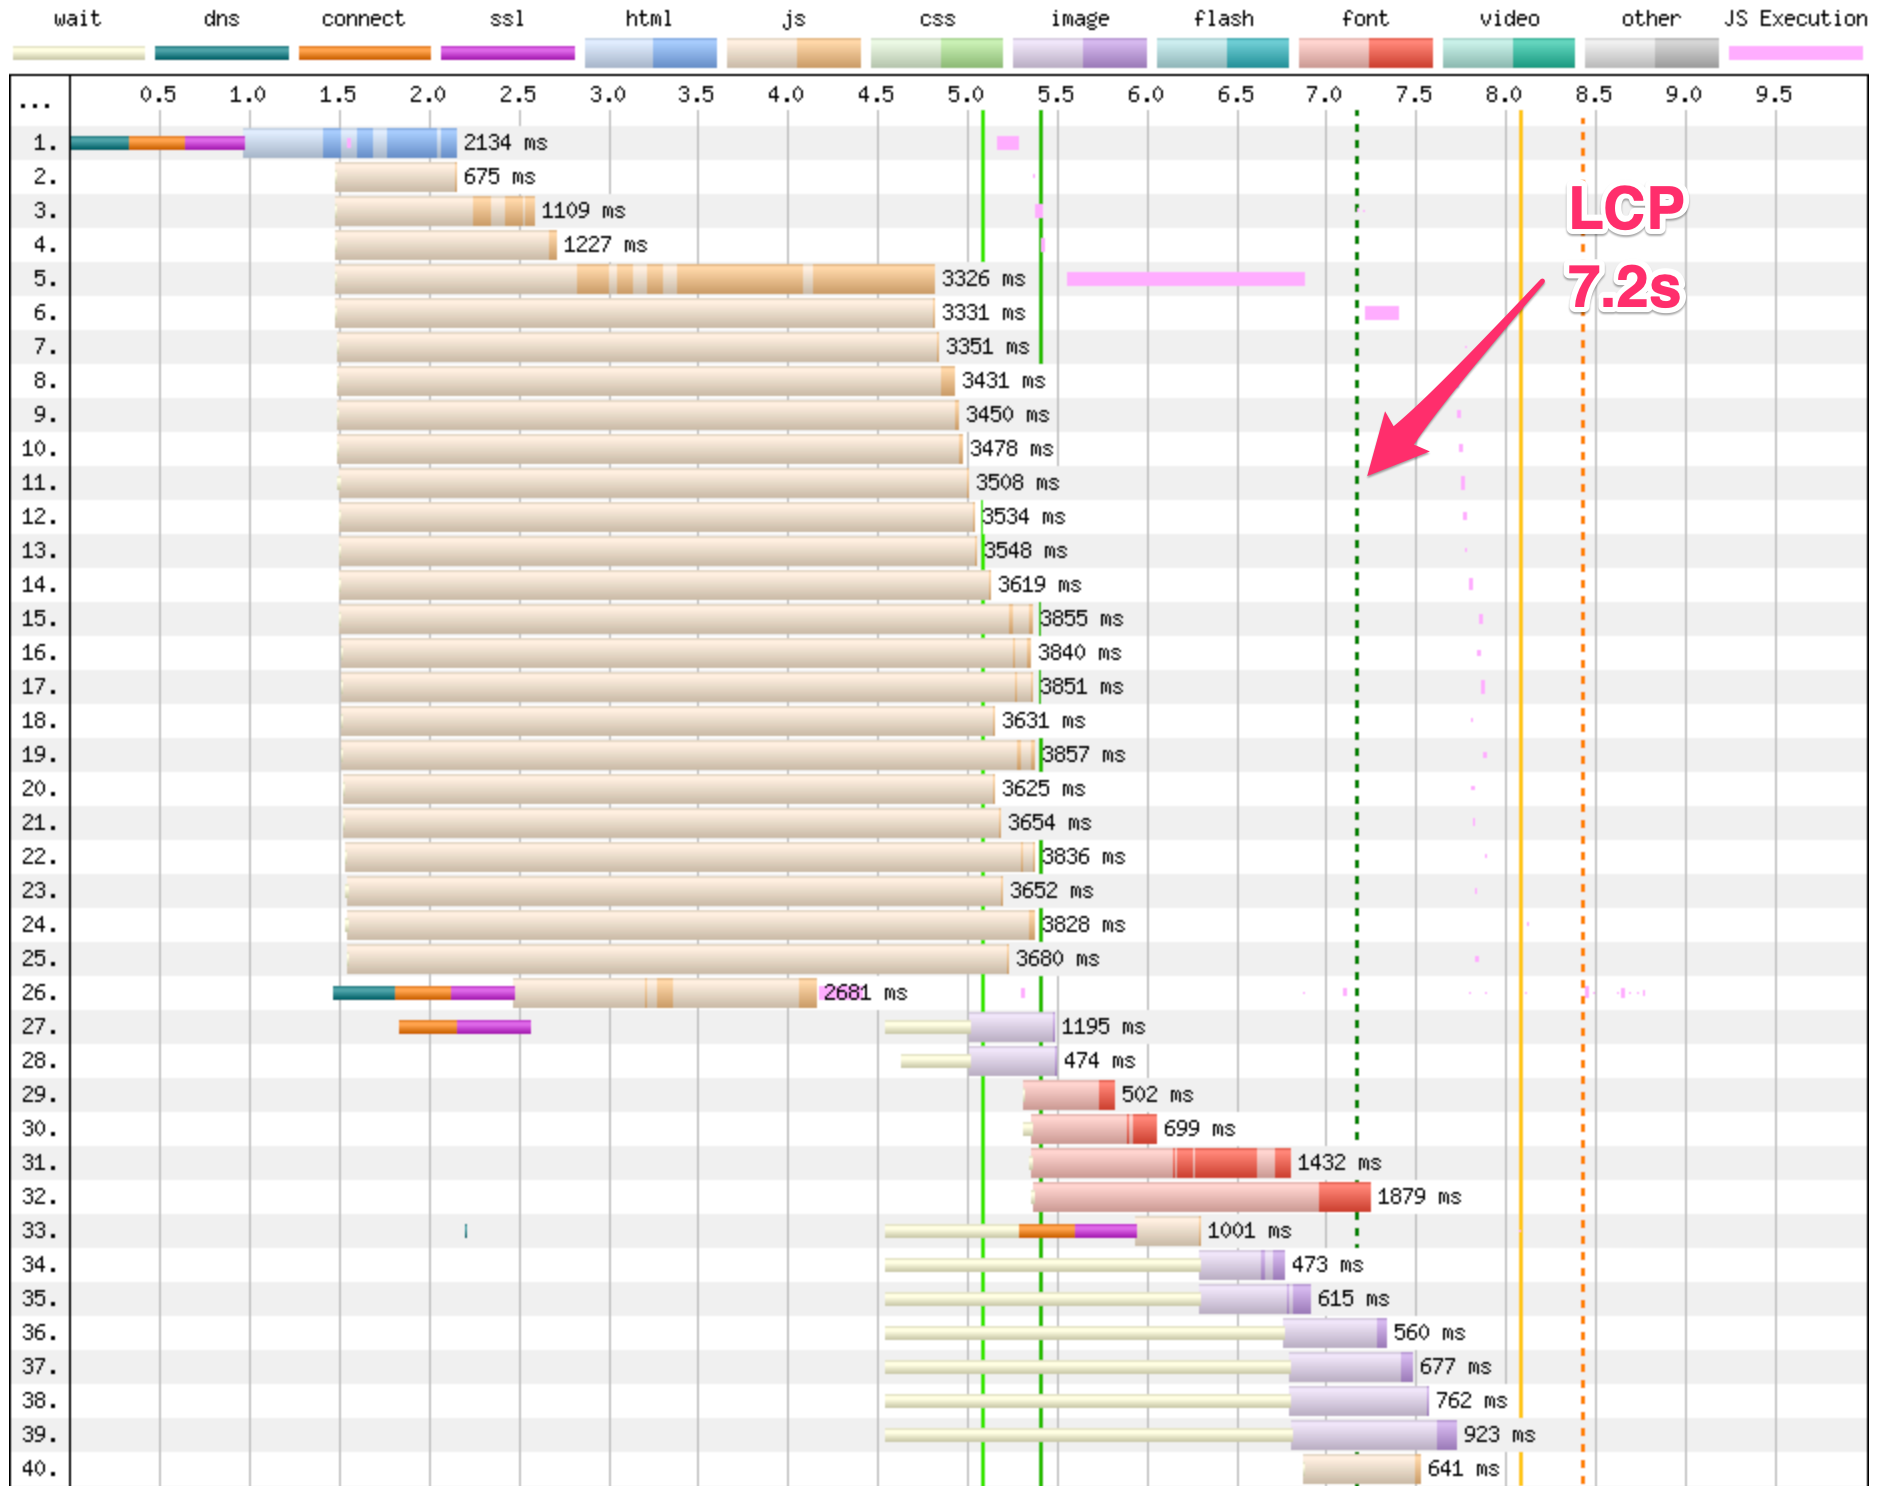 wait dns connect ssl html js css image flash font video other JS Execution
... 0.5 1.0 1.5 2.0 2.5 3.0 3.5 4.0 4.5 5.0 5.5 6.0 6.5 7.0 7.5 8.0 8.5 9.0 9.5
1. 2134 ms
2. 675 ms
3. 1109 ms
LCP
4. 1227 ms
5. 3326 ms
7.2s
6. 3331 ms
7. 3351 ms
8. 3431 ms
9. 3450 ms
10. 3478 ms
11. 3508 ms
12. 3534 ms
13. 3548 ms
14. 3619 ms
15. 3855 ms
16. 3840 ms
17. 3851 ms
18. 3631 ms
19. 3857 ms
20. 3625 ms
21. 3654 ms
22. 3836 ms
23. 3652 ms
24. 3828 ms
25. 3680 ms
26. 2681 ms
27. 1195 ms
28. 474 ms
29. 502 ms
30. 699 ms
31. 1432 ms
32. 1879 ms
33. 1001 ms
34. 473 ms
35. 615 ms
36. 560 ms
37. 677 ms
38. 762 ms
39. 923 ms
40. 641 ms